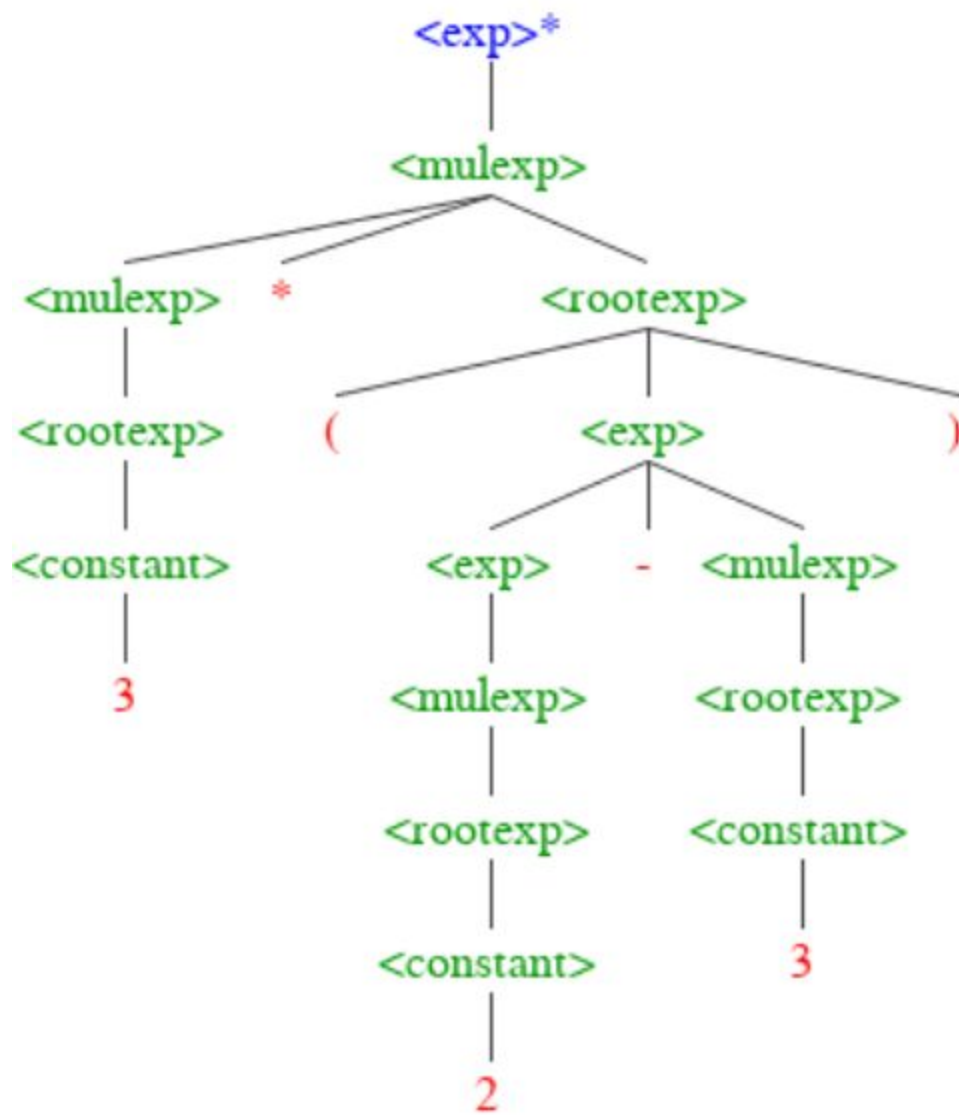 <exp>*
<mulexp>
<mulexp> * <rootexp>
<rootexp> ( <exp> )
<constant> <exp> - <mulexp>
3 <mulexp> <rootexp>
<rootexp> <constant>
<constant> 3
2